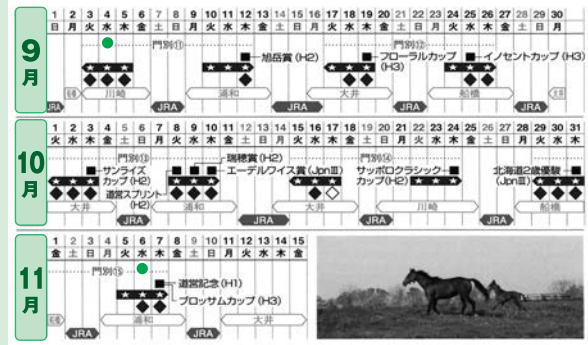 9月
1 2 3 4 5 6 7 8 9 10 11 12 13 14 15 16 17 18 19 20 21 22 23 24 25 26 27 28 29 30
日 月 火 水 木 金 土 日 月 火 水 木 金 土 日 月 火 水 木 金 土 日 月 火 水 木 金 土 日 月
門別⑪ 門別⑫
旭岳賞(H2) フローラルカップ(H3) イノセントカップ(H3)
川崎 浦和 大井 船橋
JRA JRA JRA JRA JRA
10月
1 2 3 4 5 6 7 8 9 10 11 12 13 14 15 16 17 18 19 20 21 22 23 24 25 26 27 28 29 30 31
火 水 木 金 土 日 月 火 水 木 金 土 日 月 火 水 木 金 土 日 月 火 水 木 金 土 日 月 火 水 木
門別⑬ 門別⑭
瑞穂賞(H2)
サンライズカップ(H2)
エーデルワイス賞(JpnⅢ)
サッポロクラシックカップ(H2)
北海道2歳優駿(JpnⅢ)
道営スプリント(H2)
大井 浦和 大井 川崎 船橋
JRA JRA JRA JRA
11月
1 2 3 4 5 6 7 8 9 10 11 12 13 14 15
金 土 日 月 火 水 木 金 土 日 月 火 水 木 金
門別⑮
道営記念(H1)
ブロッサムカップ(H3)
浦和 大井
JRA JRA